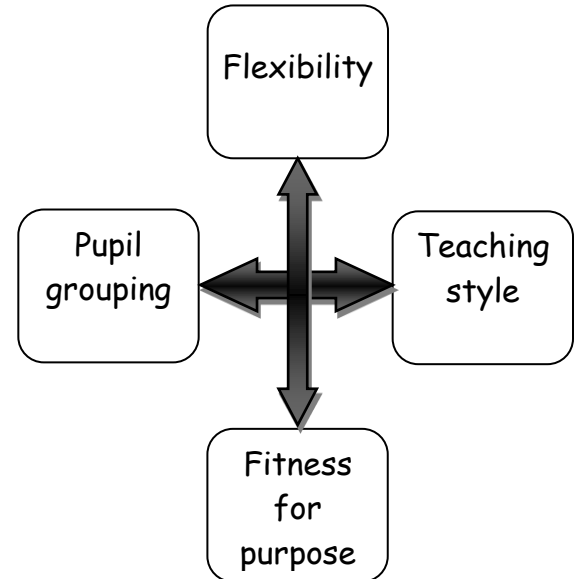 Flexibility
Pupil
grouping
Teaching
style
Fitness
for
purpose